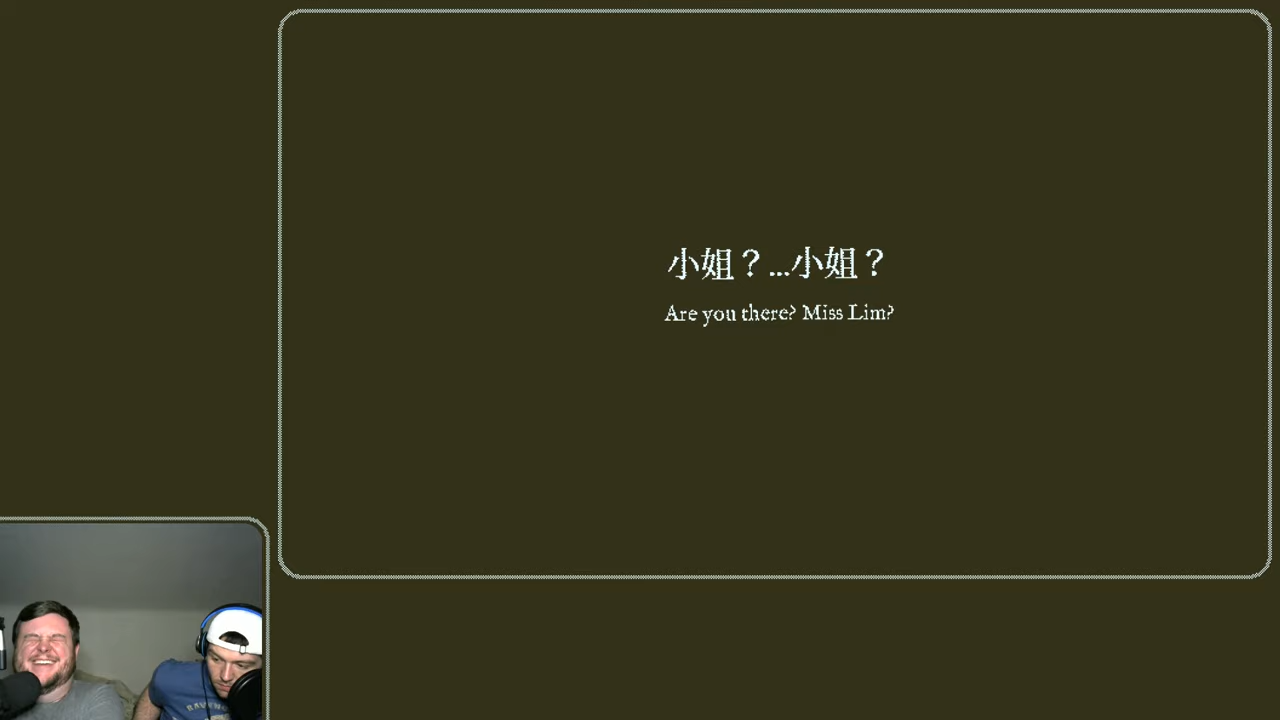 小姐？...小姐？
Are you there? Miss Lim?